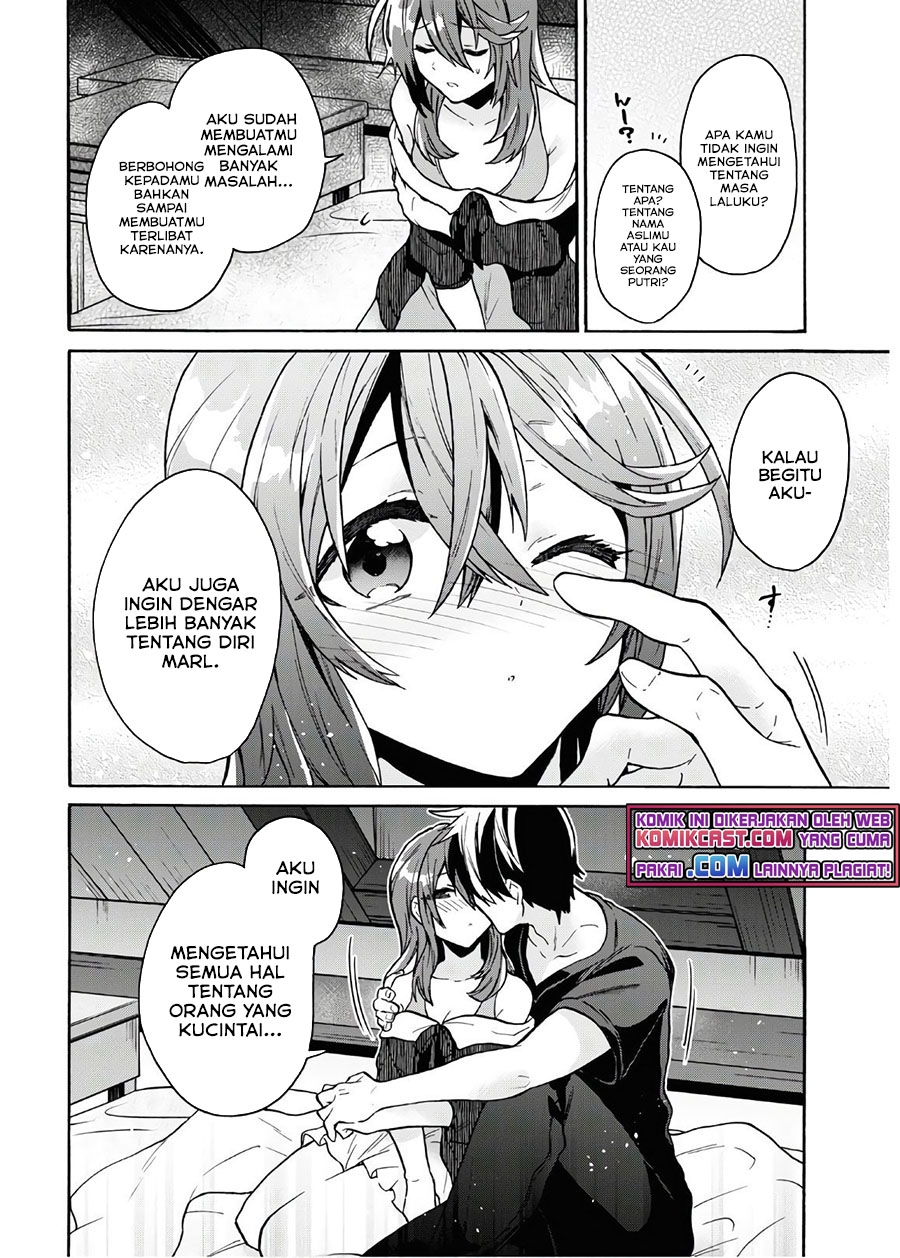 APA KAMU
TIDAK INGIN
MENGETAHUI
TENTANG
MASA
LALUKU?
んー?
TENTANG
APA?
TENTANG
NAMA
ASLIMU
ATAU KAU
YANG
SEORANG
PUTRI?
AKU SUDAH
MEMBUATMU
MENGALAMI
BANYAK
MASALAH...
BERBOHONG
KEPADAMU
BAHKAN
SAMPAI
MEMBUATMU
TERLIBAT
KARENANYA.
KALAU
BEGITU
AKU-
す
AKU JUGA
INGIN DENGAR
LEBIH BANYAK
TENTANG DIRI
MARL.
KOMIK INI DIKERJAKAN OLEH WEB
KOMIKCAST.COM YANG CUMA
PAKAI .COM LAINNYA PLAGIAT!
AKU
INGIN
MENGETAHUI
SEMUA HAL
TENTANG
ORANG YANG
KUCINTAI...